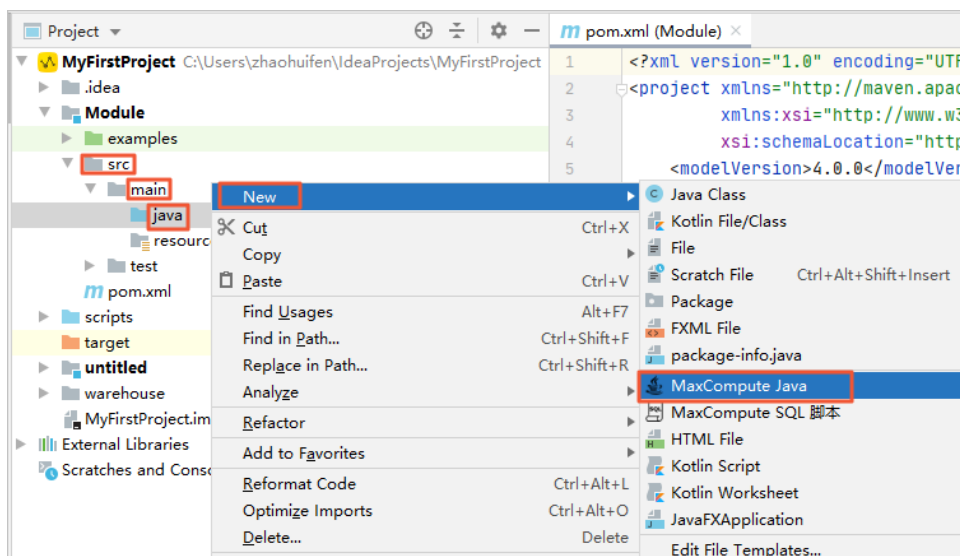 Project
pom.xml (Module)
MyFirstProject C:\Users\zhaohuifen\IdeaProjects\MyFirstProject
.idea
Module
examples
src
main
java
resourc
test
pom.xml
scripts
target
untitled
warehouse
MyFirstProject.im
External Libraries
Scratches and Conso
1 <?xml version="1.0" encoding="UTF
2 <project xmlns="http://maven.apac
3 xmlns:xsi="http://www.w3
4 xsi:schemaLocation="http
5 <modelVersion>4.0.0</modelVer
New
Cut Ctrl+X
Copy
Paste Ctrl+V
Find Usages Alt+F7
Find in Path... Ctrl+Shift+F
Replace in Path... Ctrl+Shift+R
Analyze
Refactor
Add to Favorites
Reformat Code Ctrl+Alt+L
Optimize Imports Ctrl+Alt+O
Delete... Delete
Java Class
Kotlin File/Class
File
Scratch File Ctrl+Alt+Shift+Insert
Package
FXML File
package-info.java
MaxCompute Java
MaxCompute SQL 脚本
HTML File
Kotlin Script
Kotlin Worksheet
JavaFXApplication
Edit File Templates...